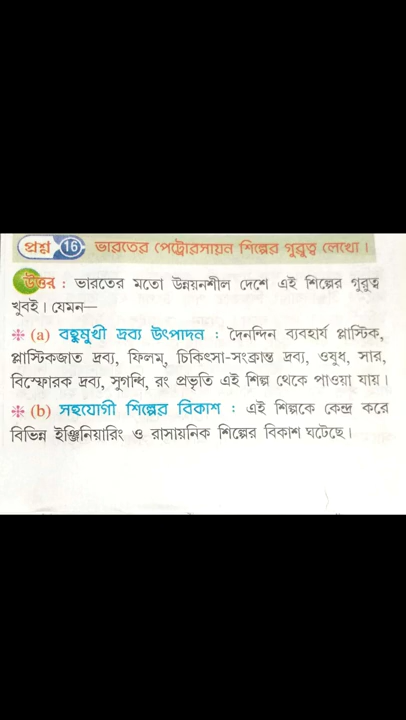 প্রশ্ন 16 ভারতের পেট্রোরসায়ন শিল্পের গুরুত্ব লেখো।
উত্তর : ভারতের মতো উন্নয়নশীল দেশে এই শিল্পের গুরুত্ব
খুবই। যেমন—
❉ (a) বহুমুখী দ্রব্য উৎপাদন : দৈনন্দিন ব্যবহার্য প্লাস্টিক,
প্লাস্টিকজাত দ্রব্য, ফিলম্, চিকিৎসা-সংক্রান্ত দ্রব্য, ওষুধ, সার,
বিস্ফোরক দ্রব্য, সুগন্ধি, রং প্রভৃতি এই শিল্প থেকে পাওয়া যায়।
❉ (b) সহযোগী শিল্পের বিকাশ : এই শিল্পকে কেন্দ্র করে
বিভিন্ন ইঞ্জিনিয়ারিং ও রাসায়নিক শিল্পের বিকাশ ঘটেছে।